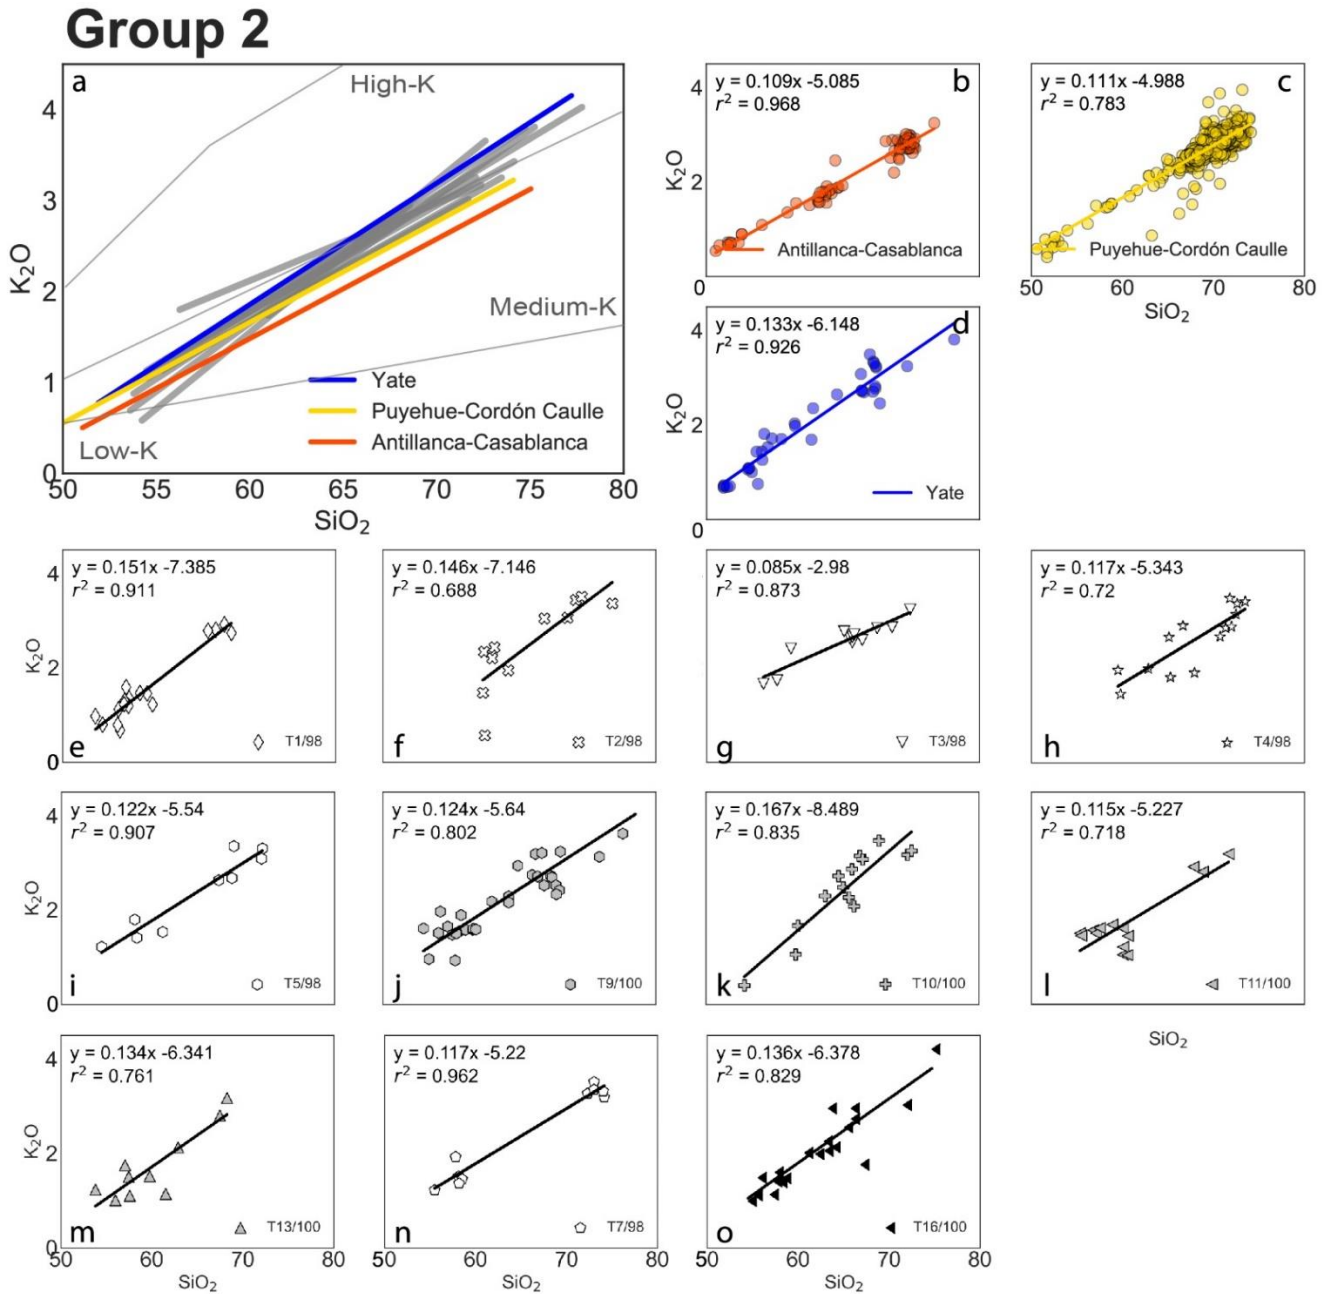 Group 2
a
High-K
Medium-K
Low-K
Yate
Puyehue-Cordón Caulle
Antillanca-Casablanca
K₂O
4
3
2
1
0
50 55 60 65 70 75 80
SiO₂
y = 0.109x -5.085
r² = 0.968
b
K₂O
4
2
0
Antillanca-Casablanca
y = 0.111x -4.988
r² = 0.783
c
Puyehue-Cordón Caulle
50 60 70 80
SiO₂
y = 0.133x -6.148
r² = 0.926
d
K₂O
4
2
0
Yate
y = 0.151x -7.385
r² = 0.911
K₂O
4
2
0
e
T1/98
y = 0.146x -7.146
r² = 0.688
f
T2/98
y = 0.085x -2.98
r² = 0.873
g
T3/98
y = 0.117x -5.343
r² = 0.72
h
T4/98
y = 0.122x -5.54
r² = 0.907
K₂O
4
2
0
i
T5/98
y = 0.124x -5.64
r² = 0.802
j
T9/100
y = 0.167x -8.489
r² = 0.835
k
T10/100
y = 0.115x -5.227
r² = 0.718
l
T11/100
SiO₂
y = 0.134x -6.341
r² = 0.761
K₂O
4
2
0
m
T13/100
50 60 70 80
SiO₂
y = 0.117x -5.22
r² = 0.962
n
T7/98
50 60 70 80
SiO₂
y = 0.136x -6.378
r² = 0.829
o
T16/100
50 60 70 80
SiO₂